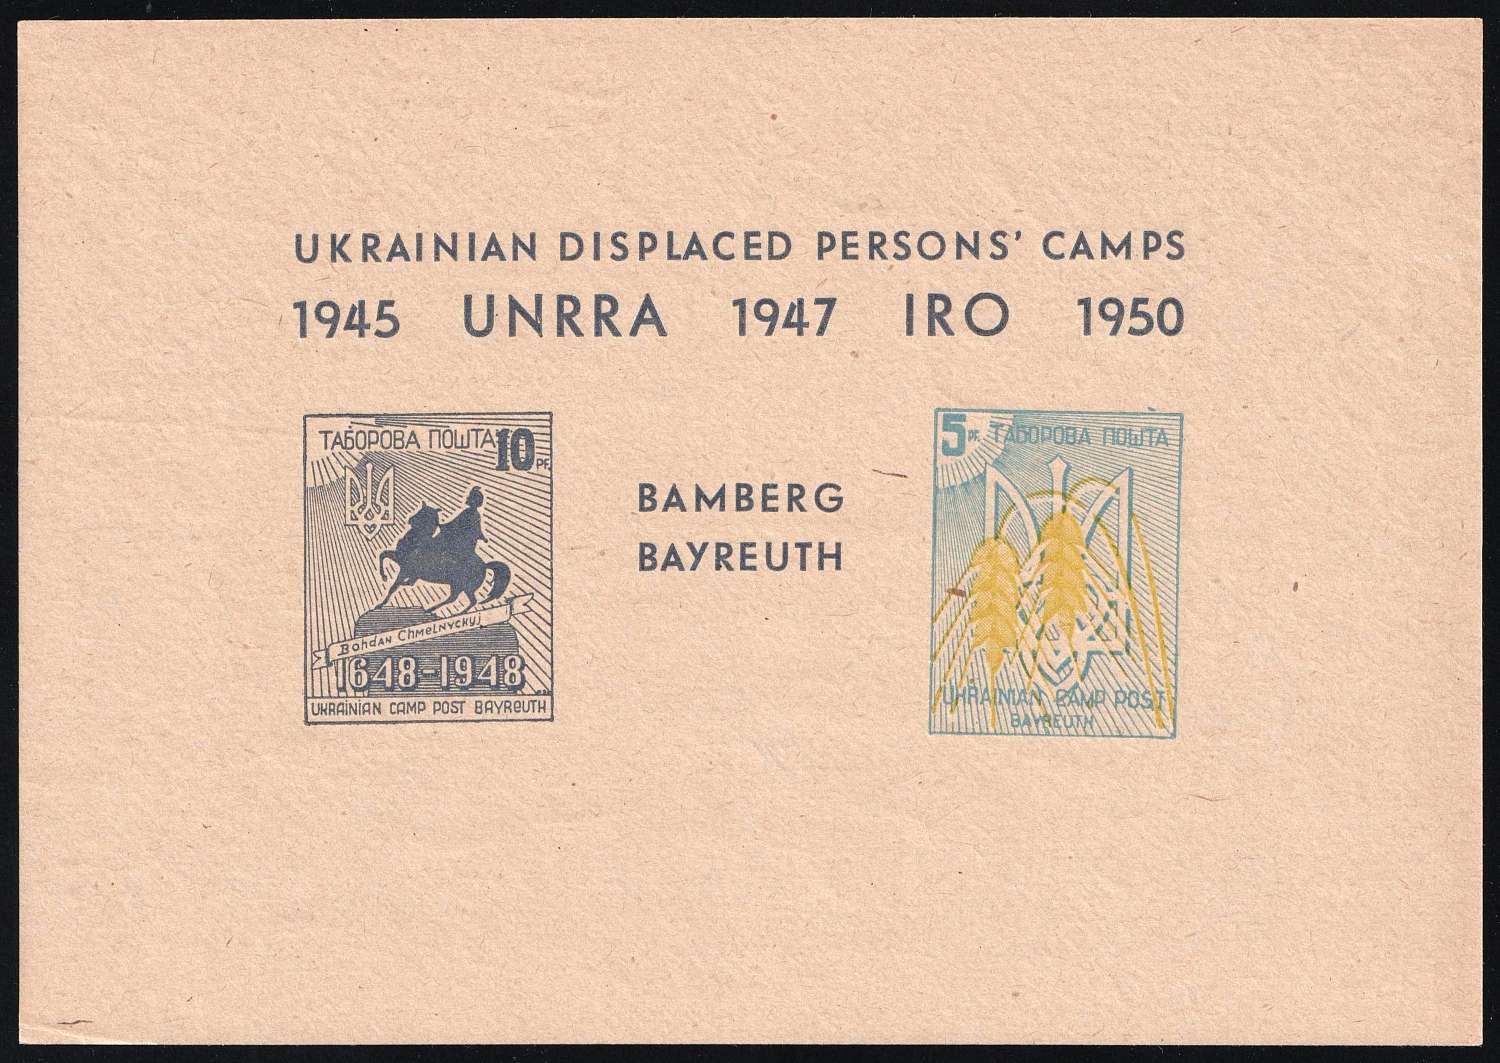 UKRAINIAN DISPLACED PERSONS' CAMPS
1945 UNRRA 1947 IRO 1950
ТАБОРОВА ПОШТА 10 PF.
Bohdan Chmelnyckyj
1648-1948
UKRAINIAN CAMP POST BAYREUTH
BAMBERG
BAYREUTH
5 PF. ТАБОРОВА ПОШТА
UKRAINIAN CAMP POST
BAYREUTH